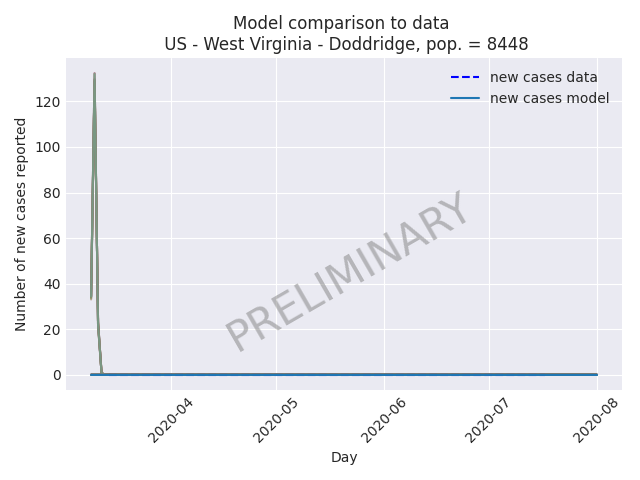 Model comparison to data
US - West Virginia - Doddridge, pop. = 8448
new cases data
new cases model
Number of new cases reported
120
100
80
60
40
20
0
PRELIMINARY
2020-04
2020-05
2020-06
2020-07
2020-08
Day